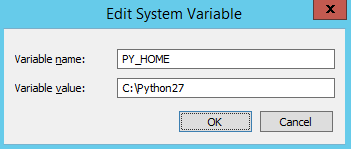 Edit System Variable
x
Variable name: PY_HOME
Variable value: C:\Python27
OK Cancel